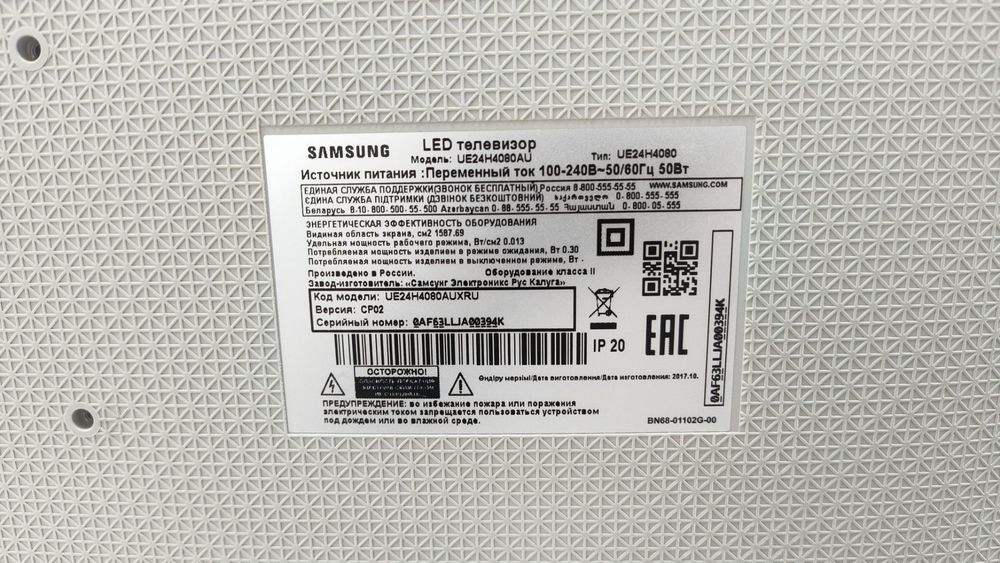 SAMSUNG
LED телевизор
Модель: UE24H4080AU Тип: UE24H4080
Источник питания :Переменный ток 100-240В~50/60Гц 50Вт
ЕДИНАЯ СЛУЖБА ПОДДЕРЖКИ(ЗВОНОК БЕСПЛАТНЫЙ) Россия 8-800-555-55-55 WWW.SAMSUNG.COM
ЄДИНА СЛУЖБА ПІДТРИМКИ (ДЗВІНОК БЕЗКОШТОВНИЙ) საქართველო 0-800-555-555
Беларусь 8-10-800-500-55-500 Azerbaycan 0-88-555-55-55 Հայաստան 0-800-05-555
ЭНЕРГЕТИЧЕСКАЯ ЭФФЕКТИВНОСТЬ ОБОРУДОВАНИЯ
Видимая область экрана, см2 1587.69
Удельная мощность рабочего режима, Вт/см2 0.013
Потребляемая мощность изделием в режиме ожидания, Вт 0.30
Потребляемая мощность изделием в выключенном режиме, Вт -
Произведено в России. Оборудование класса II
Завод-изготовитель: «Самсунг Электроникс Рус Калуга»
Код модели: UE24H4080AUXRU
Версия: CP02
Серийный номер: 0AF63LLJA00394K
IP 20
EAC
0AF63LLJA00394K
ОСТОРОЖНО!
Өндіру мерзімі/Дата виготовлення/Дата изготовления: 2017.10.
ПРЕДУПРЕЖДЕНИЕ: во избежание пожара или поражения
электрическим током запрещается пользоваться устройством
под дождем или во влажной среде.
BN68-01102G-00